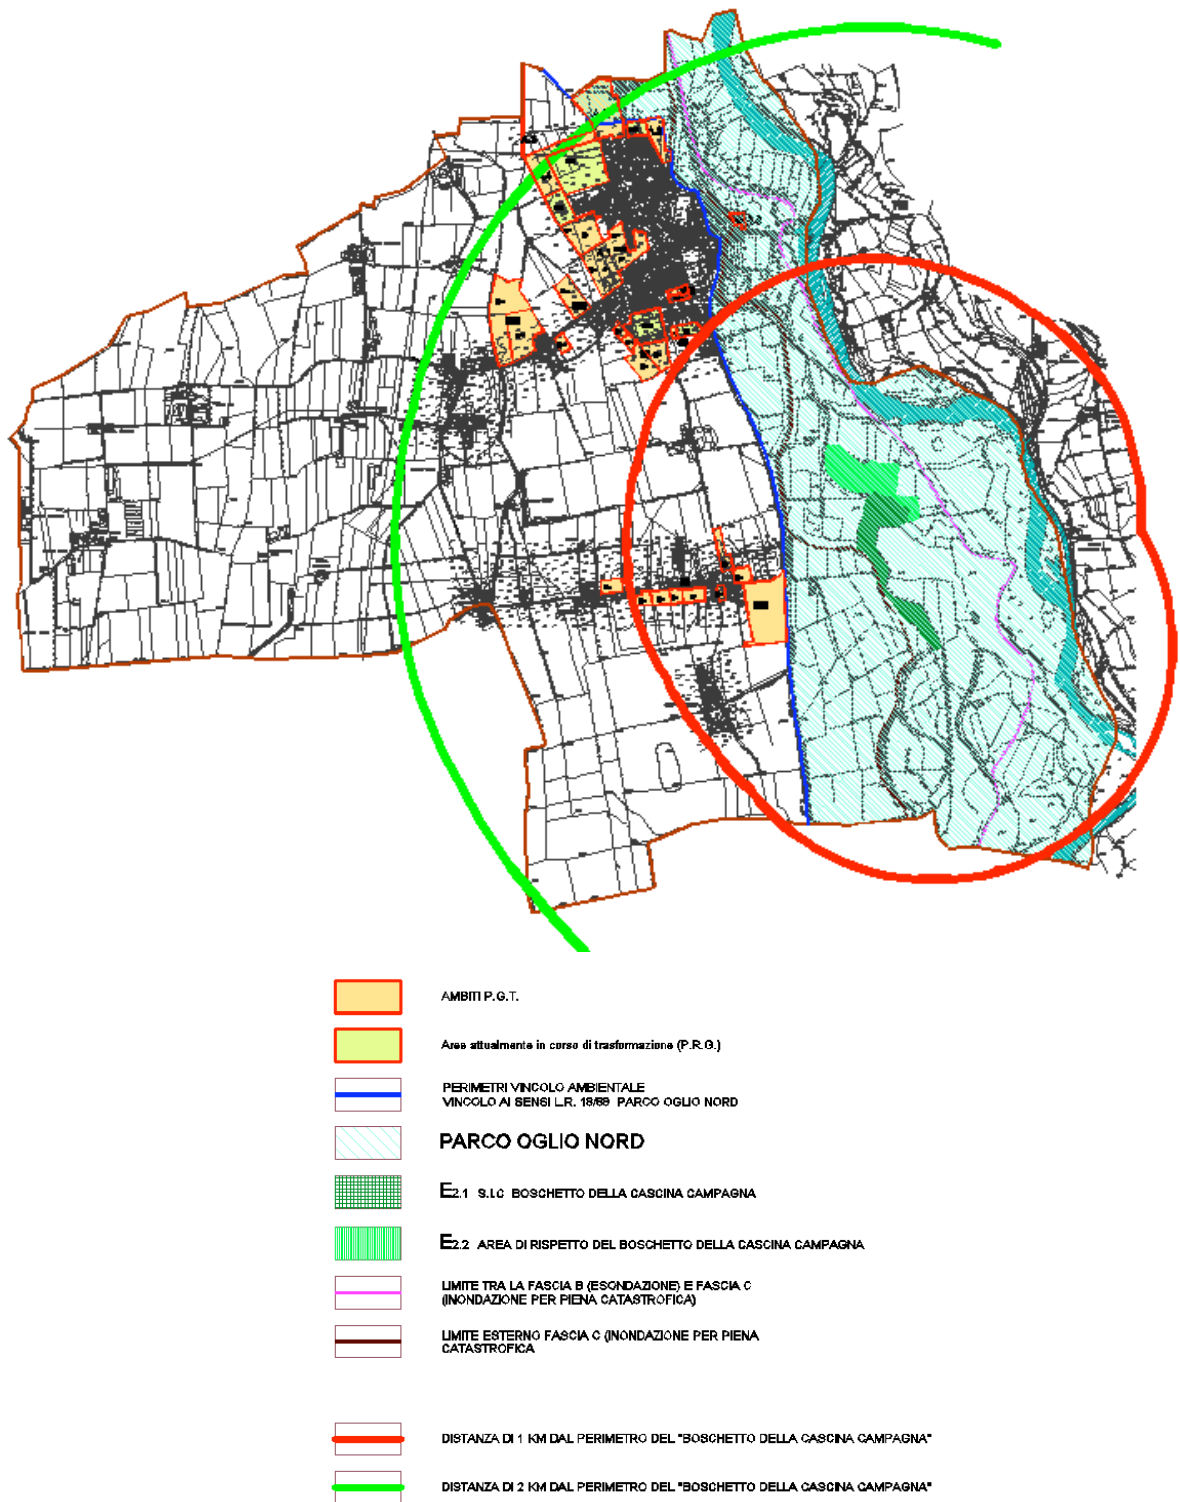 AMBITI P.G.T.
Aree attualmente in corso di trasformazione (P.R.G.)
PERIMETRI VINCOLO AMBIENTALE
VINCOLO AI SENSI L.R. 18/88 PARCO OGLIO NORD
PARCO OGLIO NORD
E2.1 S.I.C BOSCHETTO DELLA CASCINA CAMPAGNA
E2.2 AREA DI RISPETTO DEL BOSCHETTO DELLA CASCINA CAMPAGNA
LIMITE TRA LA FASCIA B (ESONDAZIONE) E FASCIA C
(INONDAZIONE PER PIENA CATASTROFICA)
LIMITE ESTERNO FASCIA C (INONDAZIONE PER PIENA
CATASTROFICA
DISTANZA DI 1 KM DAL PERIMETRO DEL "BOSCHETTO DELLA CASCINA CAMPAGNA"
DISTANZA DI 2 KM DAL PERIMETRO DEL "BOSCHETTO DELLA CASCINA CAMPAGNA"